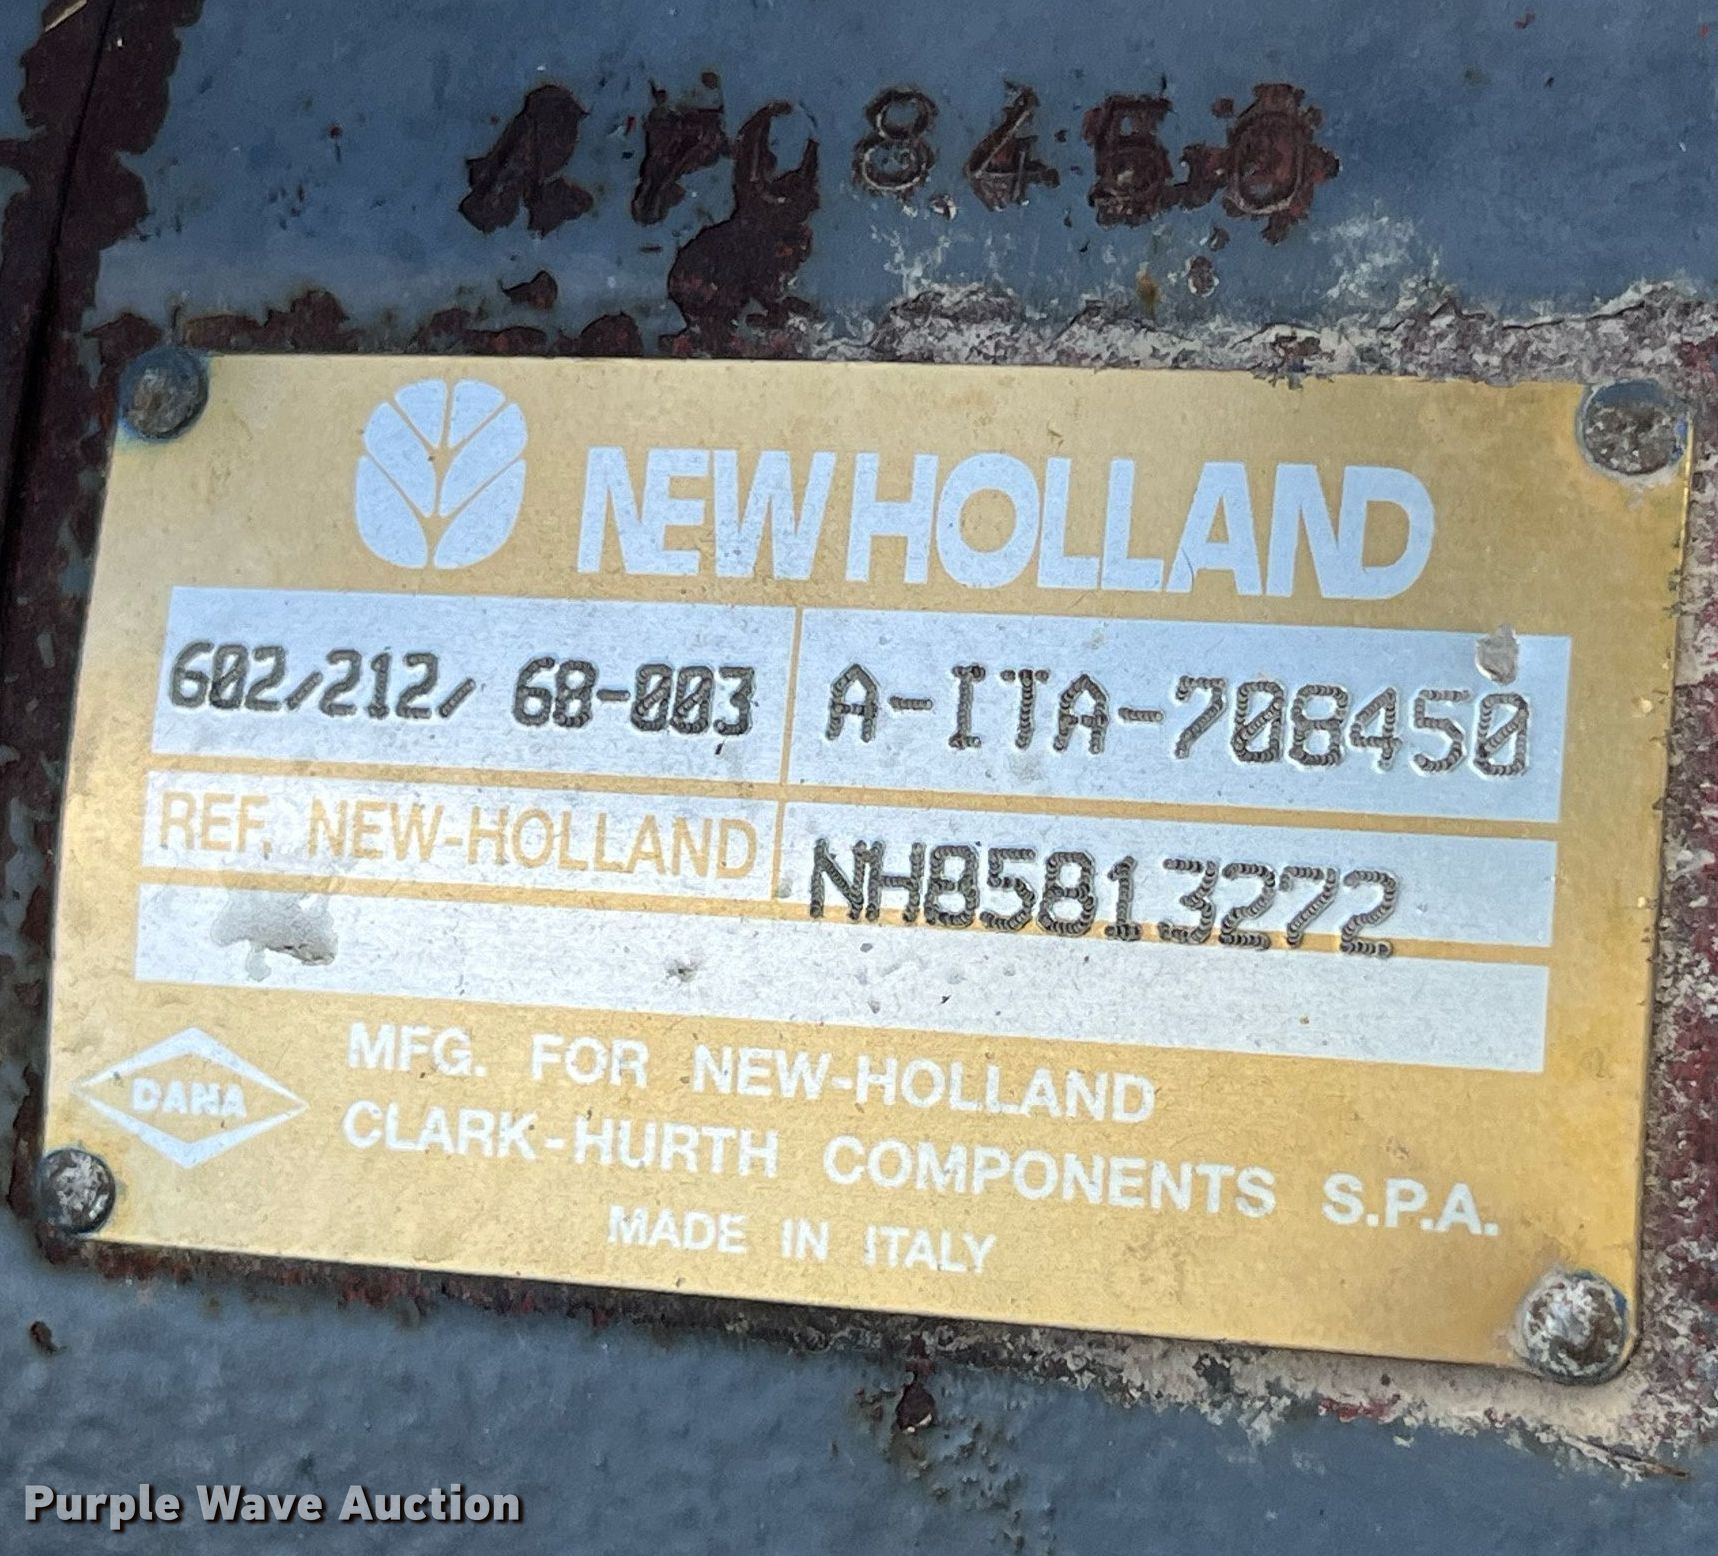 A708450
NEW HOLLAND
602/212/ 68-003 A-ITA-708450
REF. NEW-HOLLAND NH85813272
DANA
MFG. FOR NEW-HOLLAND
CLARK-HURTH COMPONENTS S.P.A.
MADE IN ITALY
Purple Wave Auction